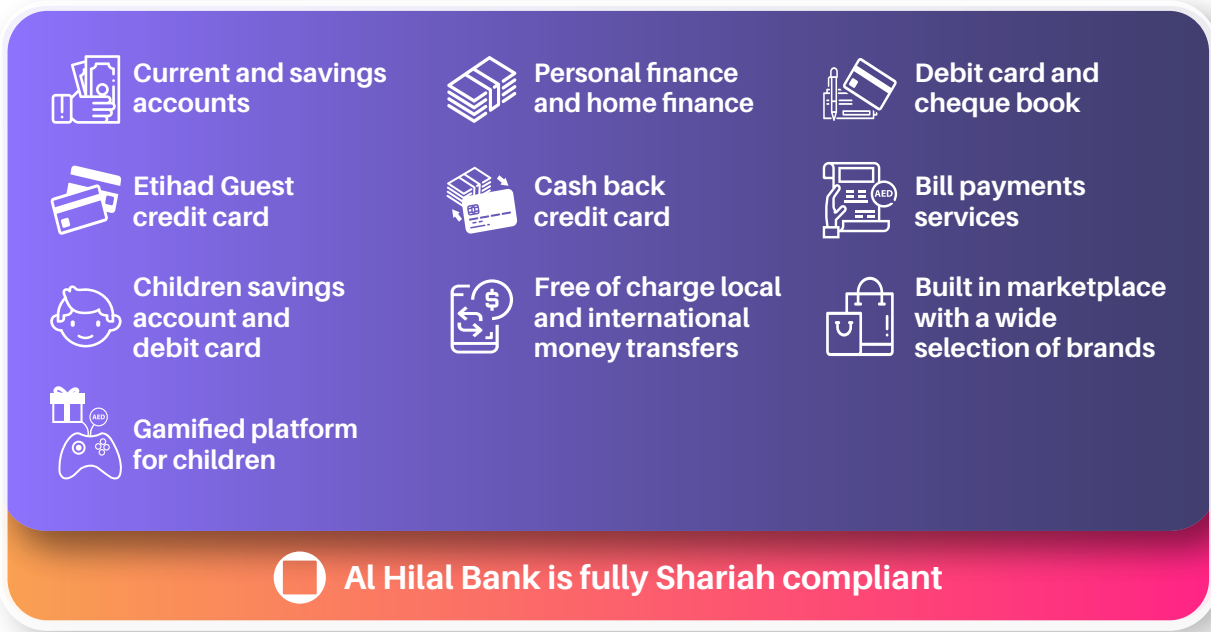 Current and savings
accounts
Personal finance
and home finance
Debit card and
cheque book
Etihad Guest
credit card
Cash back
credit card
AED
Bill payments
services
Children savings
account and
debit card
$
Free of charge local
and international
money transfers
Built in marketplace
with a wide
selection of brands
AED
Gamified platform
for children
Al Hilal Bank is fully Shariah compliant